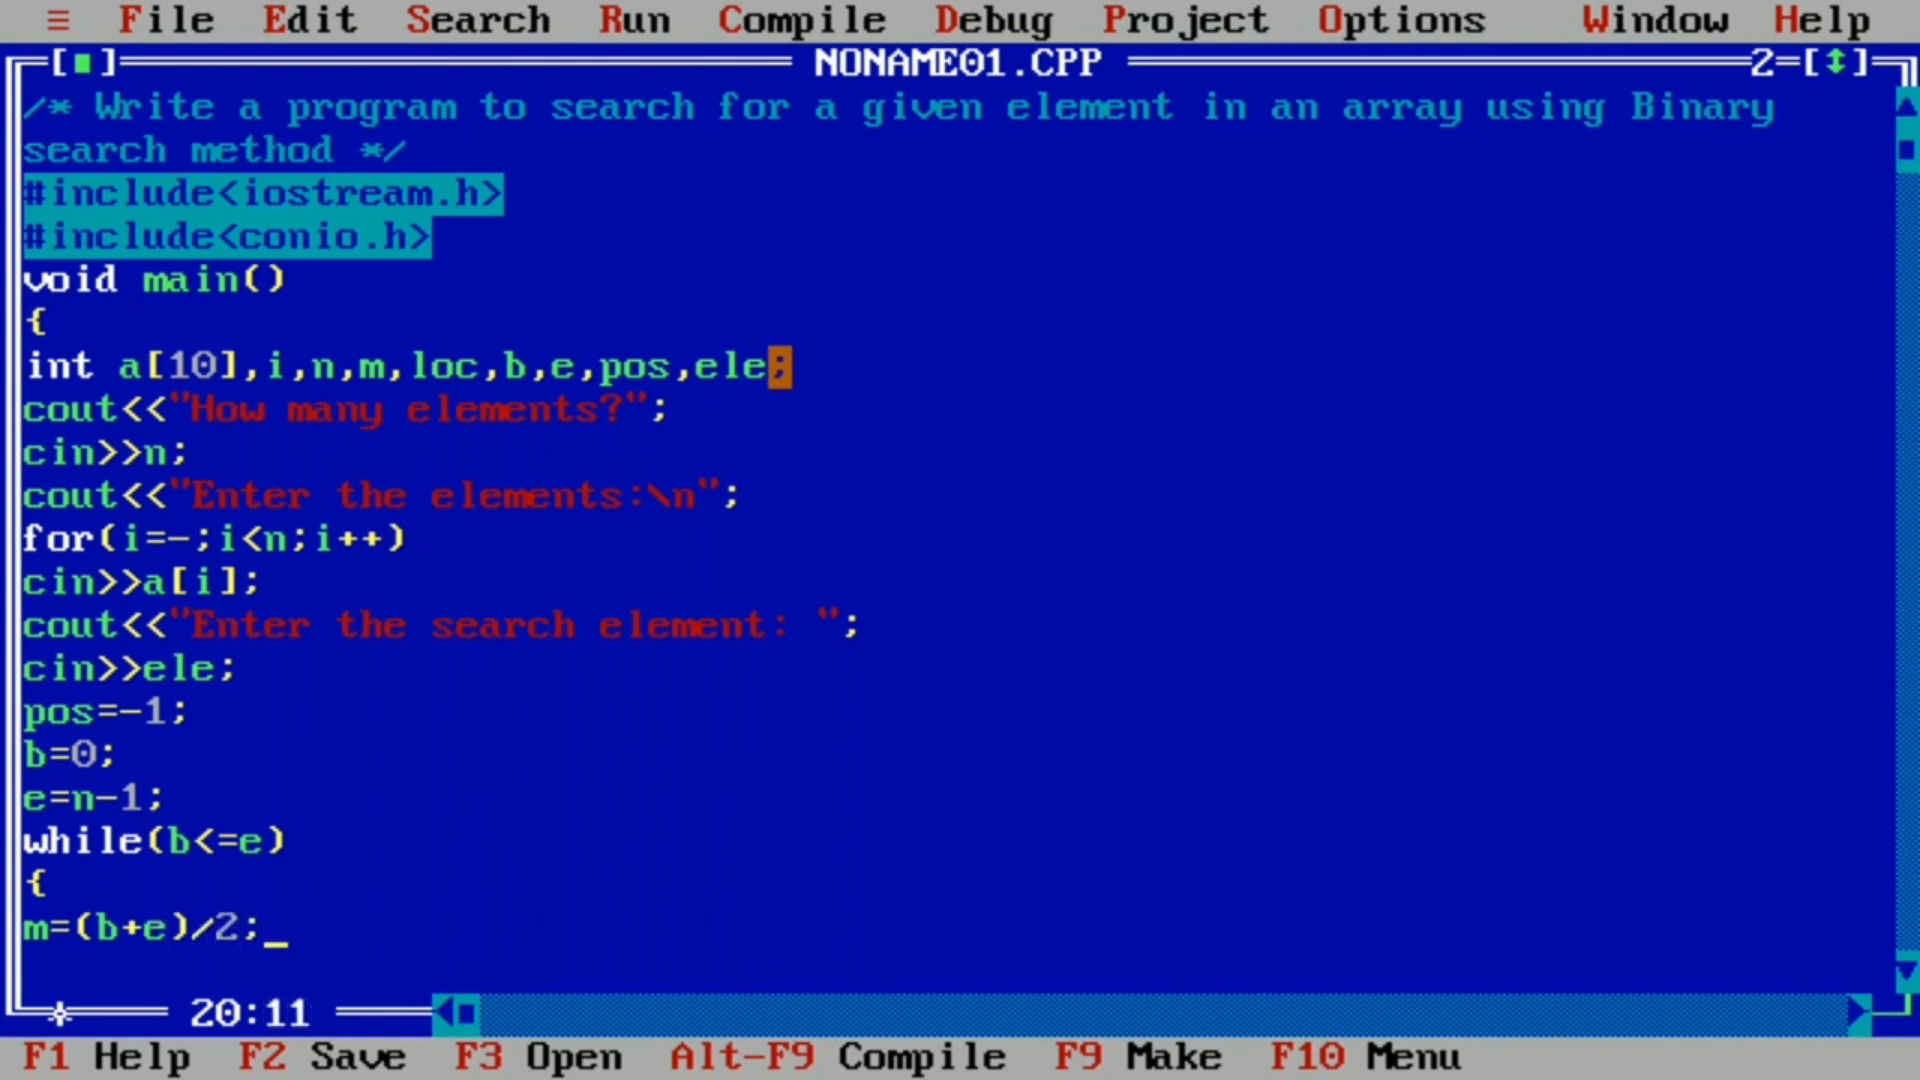 ≡ File Edit Search Run Compile Debug Project Options Window Help
[■] NONAME01.CPP 2=[↕]
/* Write a program to search for a given element in an array using Binary
search method */
#include<iostream.h>
#include<conio.h>
void main()
{
int a[10],i,n,m,loc,b,e,pos,ele;
cout<<"How many elements?";
cin>>n;
cout<<"Enter the elements:\n";
for(i=-;i<n;i++)
cin>>a[i];
cout<<"Enter the search element: ";
cin>>ele;
pos=-1;
b=0;
e=n-1;
while(b<=e)
{
m=(b+e)/2;_
20:11
F1 Help F2 Save F3 Open Alt-F9 Compile F9 Make F10 Menu